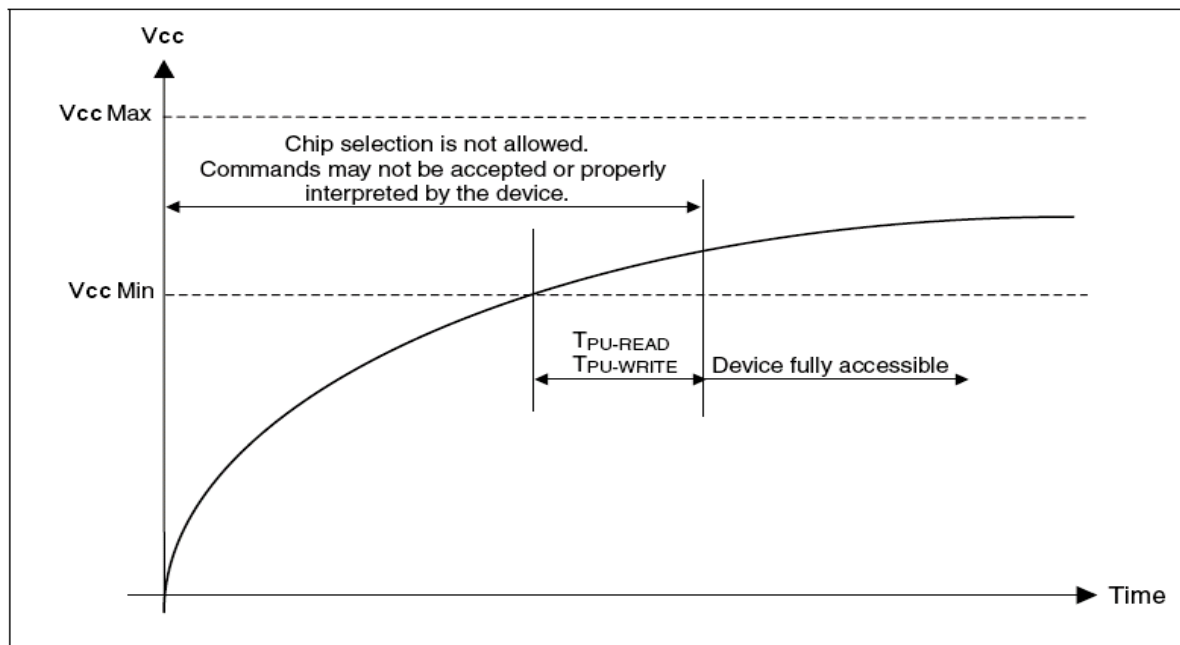 Vcc
Vcc Max
Chip selection is not allowed.
Commands may not be accepted or properly
interpreted by the device.
Vcc Min
TPU-READ
TPU-WRITE
Device fully accessible
Time